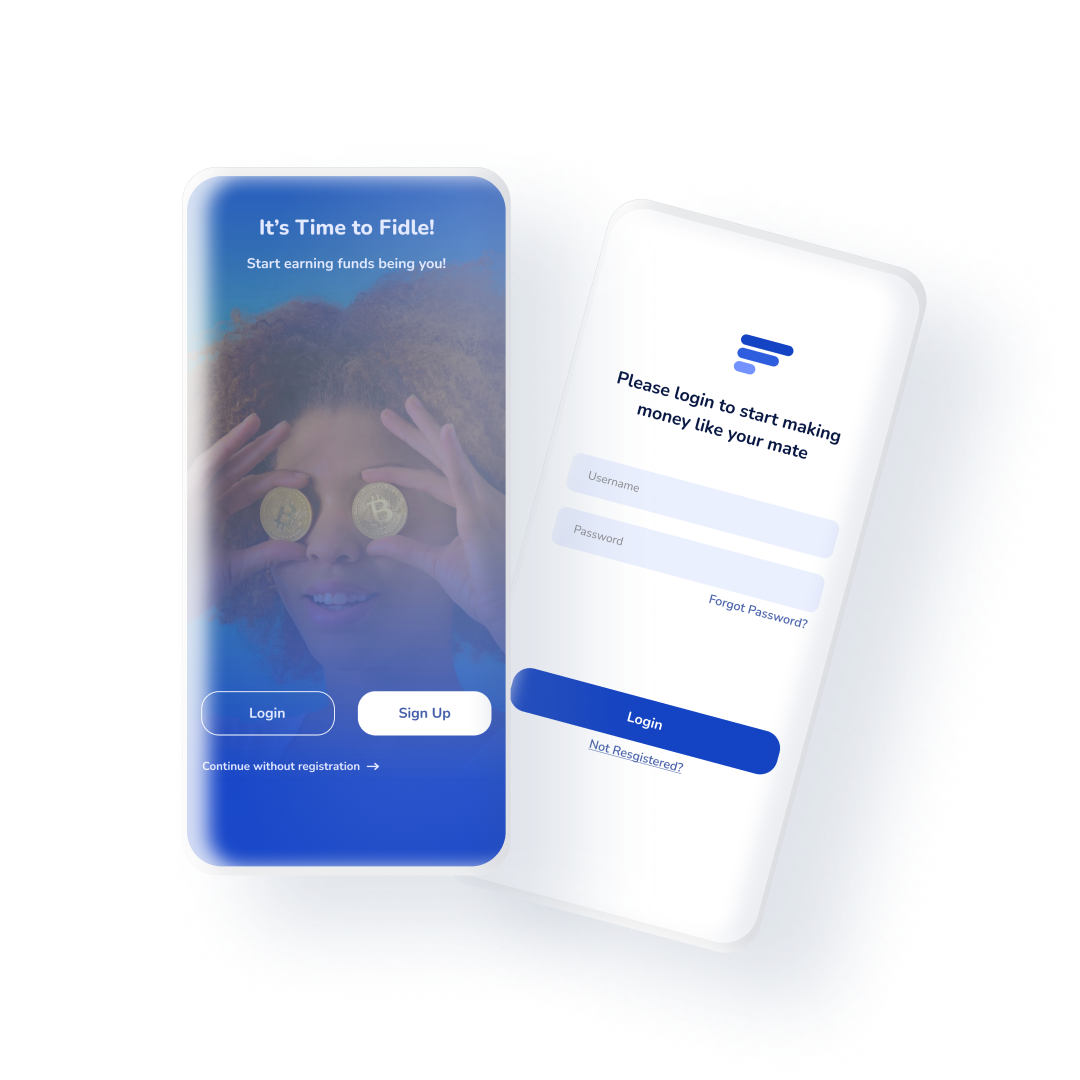 It's Time to Fidle!
Start earning funds being you!
Login
Sign Up
Continue without registration →
Please login to start making
money like your mate
Username
Password
Forgot Password?
Login
Not Resgistered?